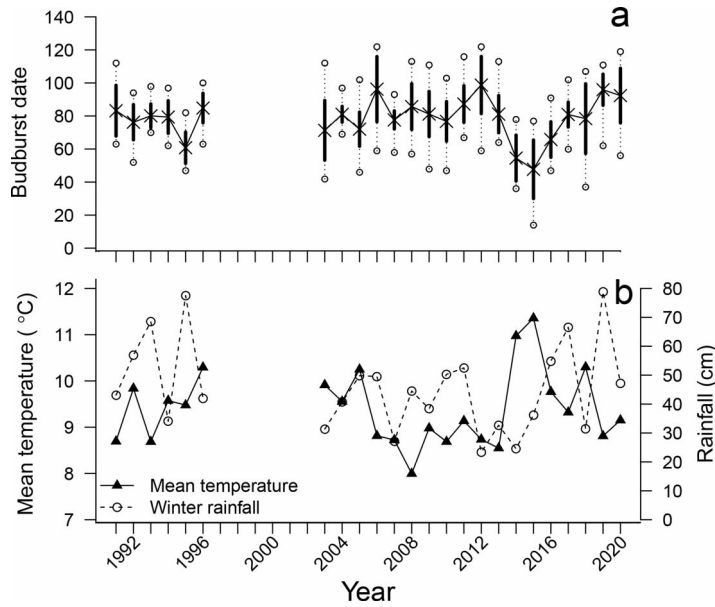 a
140
120
100
80
60
40
20
0
Budburst date
b
12
11
10
9
8
7
Mean temperature ( °C)
80
70
60
50
40
30
20
10
0
Rainfall (cm)
Mean temperature
Winter rainfall
1992 1996 2000 2004 2008 2012 2016 2020
Year